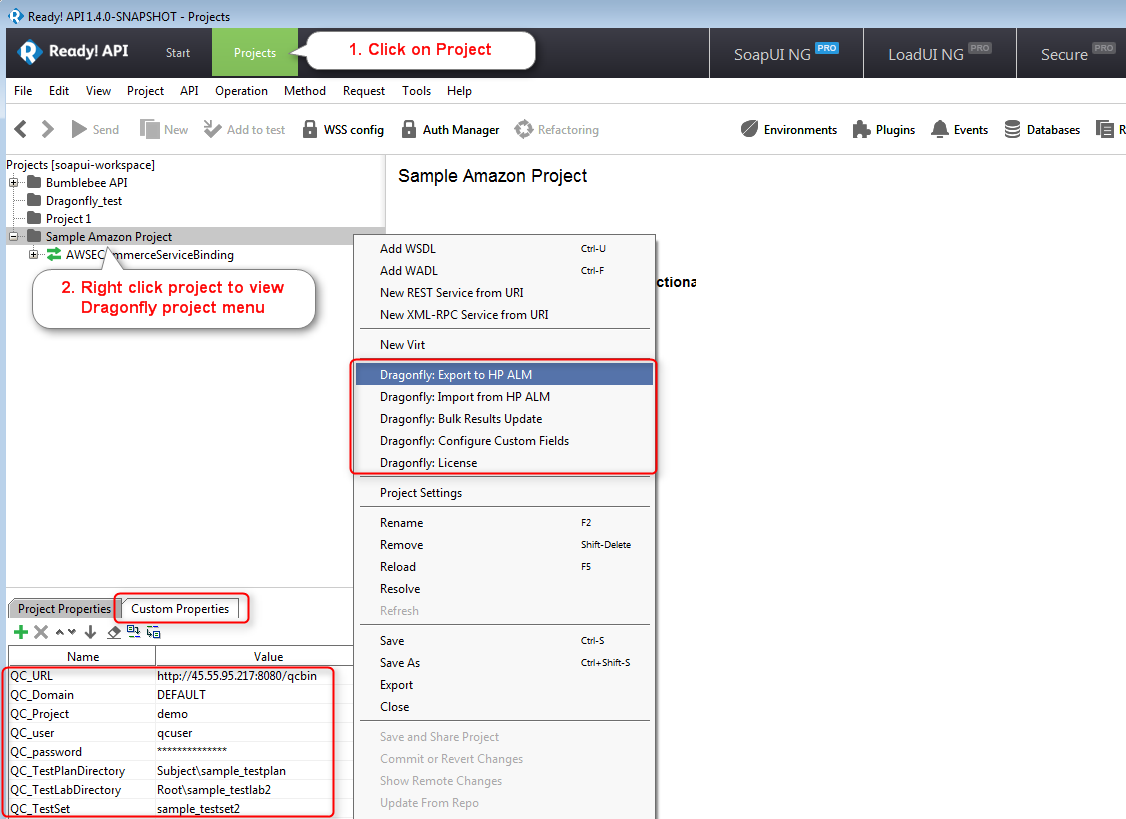 Ready! API 1.4.0-SNAPSHOT - Projects
Ready! API Start Projects 1. Click on Project SoapUI NG PRO LoadUI NG PRO Secure PRO
File Edit View Project API Operation Method Request Tools Help
Send New Add to test WSS config Auth Manager Refactoring Environments Plugins Events Databases R
Projects [soapui-workspace]
Bumblebee API
Dragonfly_test
Project 1
Sample Amazon Project
AWSEC mmerceServiceBinding
2. Right click project to view
Dragonfly project menu
Sample Amazon Project
ctiona
Add WSDL Ctrl-U
Add WADL Ctrl-F
New REST Service from URI
New XML-RPC Service from URI
New Virt
Dragonfly: Export to HP ALM
Dragonfly: Import from HP ALM
Dragonfly: Bulk Results Update
Dragonfly: Configure Custom Fields
Dragonfly: License
Project Settings
Rename F2
Remove Shift-Delete
Reload F5
Resolve
Refresh
Save Ctrl-S
Save As Ctrl+Shift-S
Export
Close
Save and Share Project
Commit or Revert Changes
Show Remote Changes
Update From Repo
Project Properties Custom Properties
Name Value
QC_URL http://45.55.95.217:8080/qcbin
QC_Domain DEFAULT
QC_Project demo
QC_user qcuser
QC_password **************
QC_TestPlanDirectory Subject\sample_testplan
QC_TestLabDirectory Root\sample_testlab2
QC_TestSet sample_testset2